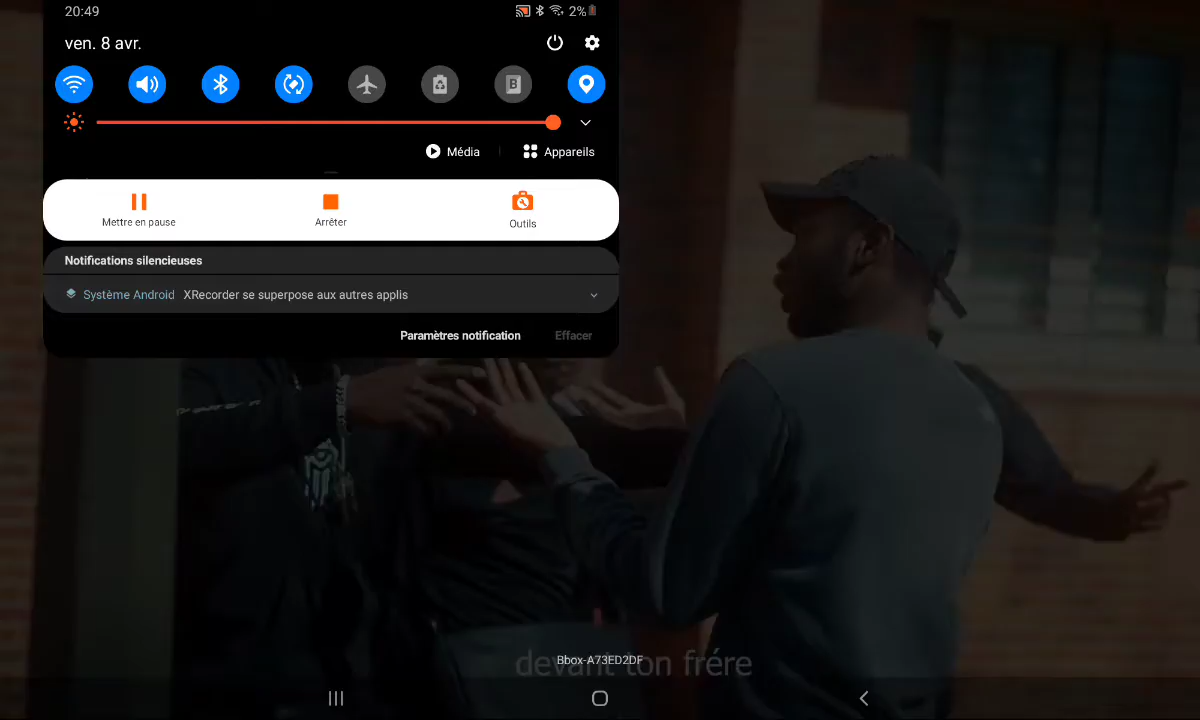 20:49
2%
ven. 8 avr.
Média
Appareils
Mettre en pause
Arrêter
Outils
Notifications silencieuses
Système Android XRecorder se superpose aux autres applis
Paramètres notification
Effacer
Bbox-A73ED2DF
devant ton frére